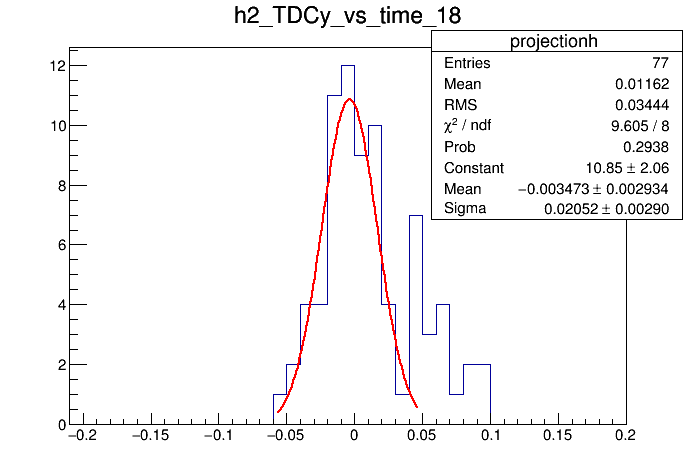 h2_TDCy_vs_time_18
projectionh
Entries 77
Mean 0.01162
RMS 0.03444
χ² / ndf 9.605 / 8
Prob 0.2938
Constant 10.85 ± 2.06
Mean −0.003473 ± 0.002934
Sigma 0.02052 ± 0.00290
12
10
8
6
4
2
0
−0.2 −0.15 −0.1 −0.05 0 0.05 0.1 0.15 0.2